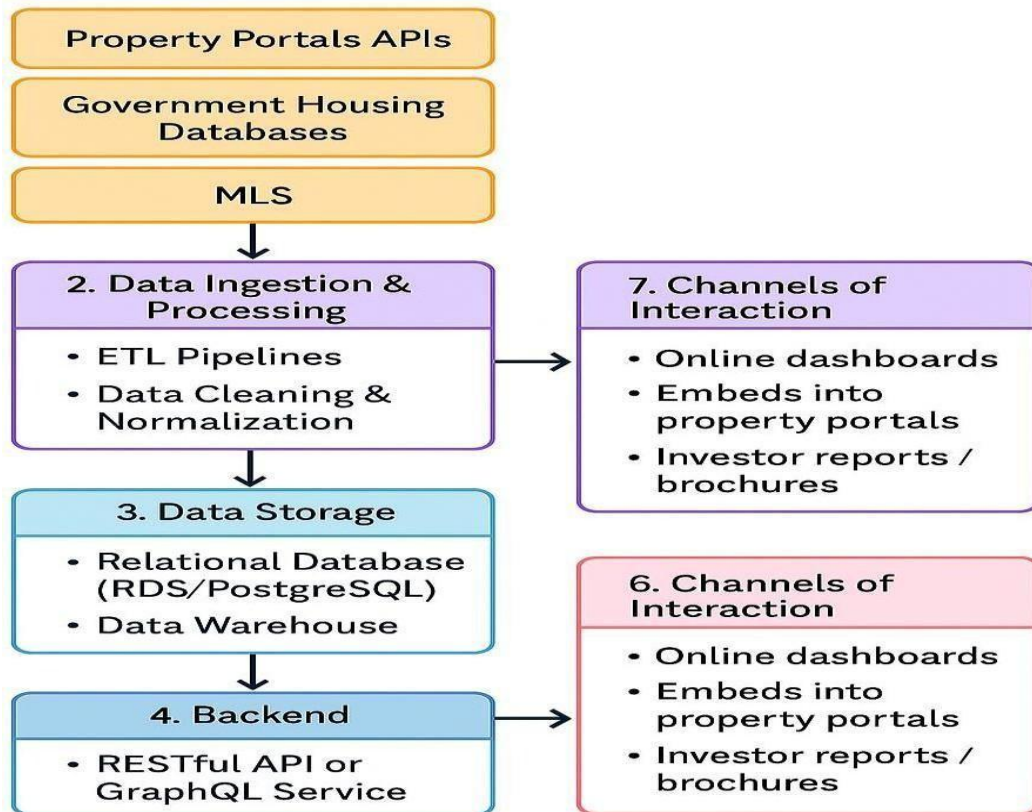 Property Portals APIs
Government Housing
Databases
MLS
2. Data Ingestion &
Processing
• ETL Pipelines
• Data Cleaning &
Normalization
3. Data Storage
• Relational Database
(RDS/PostgreSQL)
• Data Warehouse
4. Backend
• RESTful API or
GraphQL Service
7. Channels of
Interaction
• Online dashboards
• Embeds into
property portals
• Investor reports /
brochures
6. Channels of
Interaction
• Online dashboards
• Embeds into
property portals
• Investor reports /
brochures